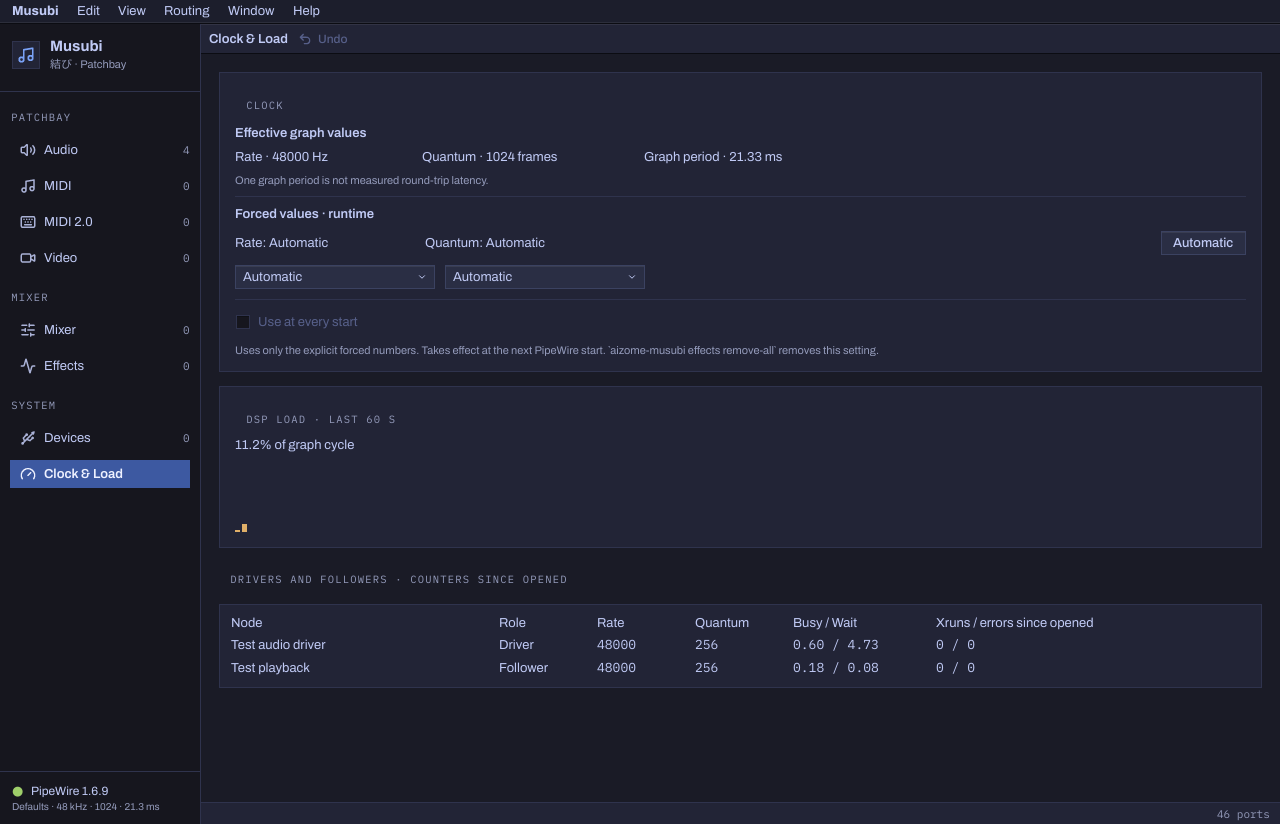 Musubi Edit View Routing Window Help
Musubi
結び · Patchbay
Clock & Load Undo
PATCHBAY
Audio 4
MIDI 0
MIDI 2.0 0
Video 0
MIXER
Mixer 0
Effects 0
SYSTEM
Devices 0
Clock & Load
PipeWire 1.6.9
Defaults · 48 kHz · 1024 · 21.3 ms
CLOCK
Effective graph values
Rate · 48000 Hz Quantum · 1024 frames Graph period · 21.33 ms
One graph period is not measured round-trip latency.
Forced values · runtime
Rate: Automatic Quantum: Automatic Automatic
Automatic Automatic
Use at every start
Uses only the explicit forced numbers. Takes effect at the next PipeWire start. `aizome-musubi effects remove-all` removes this setting.
DSP LOAD · LAST 60 S
11.2% of graph cycle
DRIVERS AND FOLLOWERS · COUNTERS SINCE OPENED
Node Role Rate Quantum Busy / Wait Xruns / errors since opened
Test audio driver Driver 48000 256 0.60 / 4.73 0 / 0
Test playback Follower 48000 256 0.18 / 0.08 0 / 0
46 ports